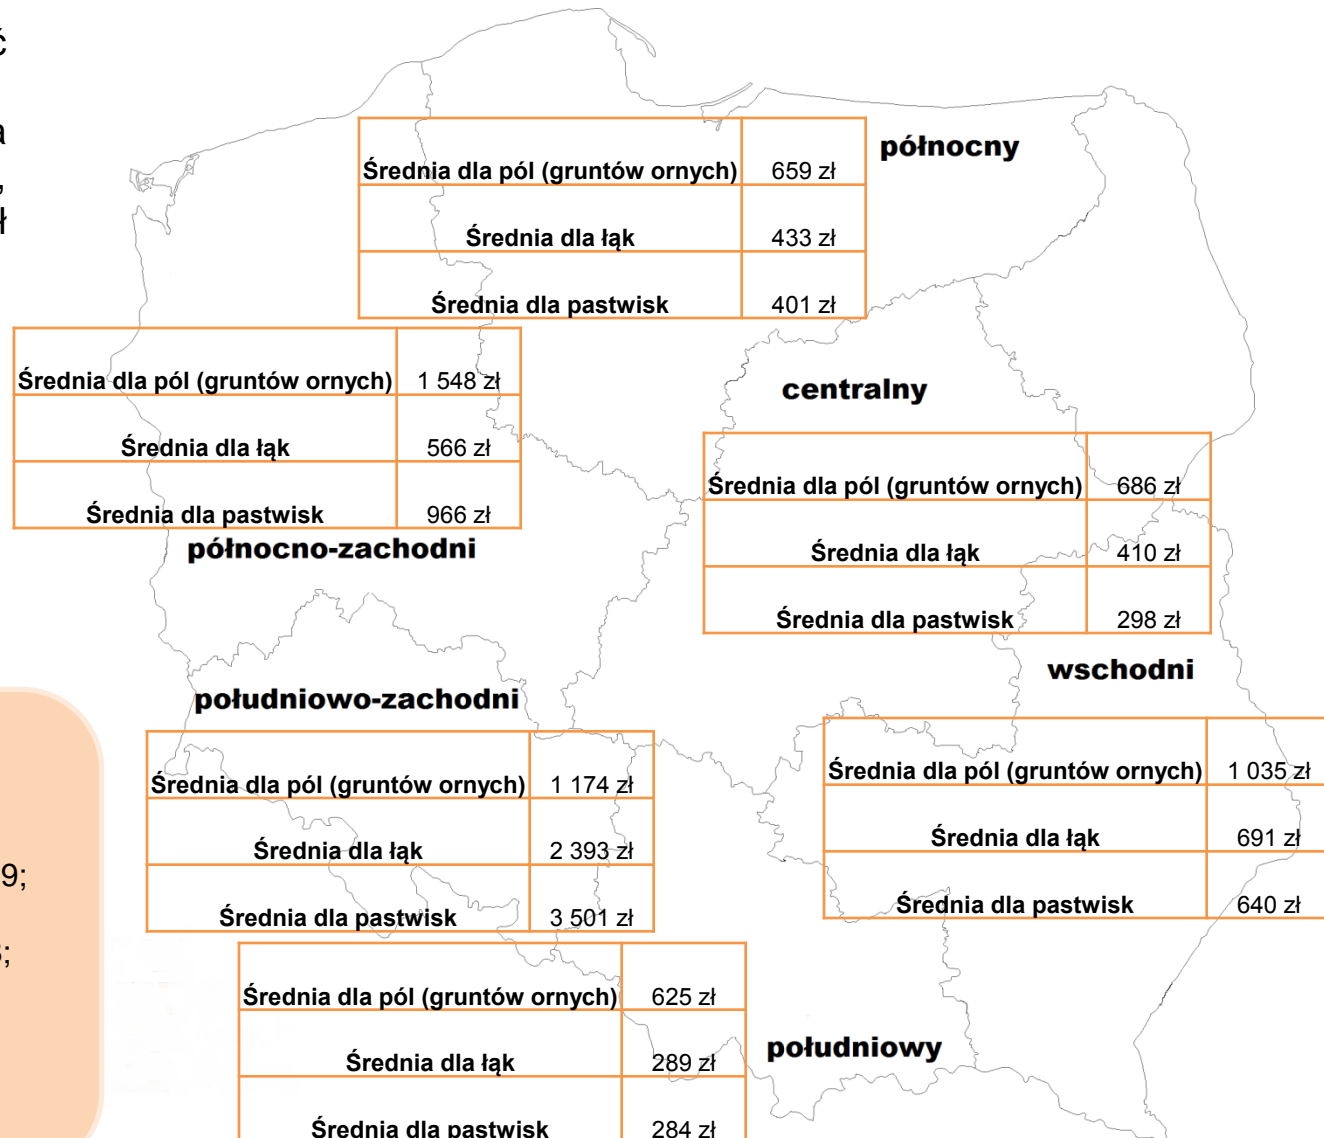 ć
a
,
ł
północny
Średnia dla pól (gruntów ornych) 659 zł
Średnia dla łąk 433 zł
Średnia dla pastwisk 401 zł
Średnia dla pól (gruntów ornych) 1 548 zł
Średnia dla łąk 566 zł
Średnia dla pastwisk 966 zł
północno-zachodni
centralny
Średnia dla pól (gruntów ornych) 686 zł
Średnia dla łąk 410 zł
Średnia dla pastwisk 298 zł
południowo-zachodni
Średnia dla pól (gruntów ornych) 1 174 zł
Średnia dla łąk 2 393 zł
Średnia dla pastwisk 3 501 zł
wschodni
Średnia dla pól (gruntów ornych) 1 035 zł
Średnia dla łąk 691 zł
Średnia dla pastwisk 640 zł
9;
;
Średnia dla pól (gruntów ornych) 625 zł
Średnia dla łąk 289 zł
Średnia dla pastwisk 284 zł
południowy